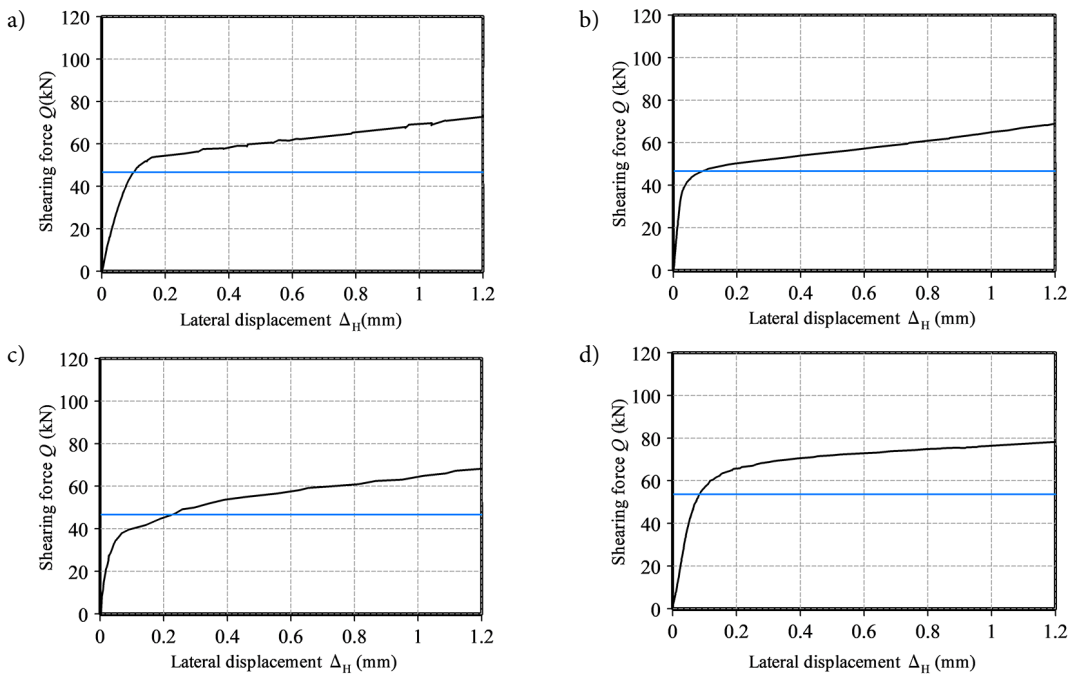 a)
120
100
80
60
40
20
0
Shearing force Q(kN)
0 0.2 0.4 0.6 0.8 1 1.2
Lateral displacement ΔH(mm)
b)
120
100
80
60
40
20
0
Shearing force Q (kN)
0 0.2 0.4 0.6 0.8 1 1.2
Lateral displacement ΔH (mm)
c)
120
100
80
60
40
20
0
Shearing force Q (kN)
0 0.2 0.4 0.6 0.8 1 1.2
Lateral displacement ΔH (mm)
d)
120
100
80
60
40
20
0
Shearing force Q (kN)
0 0.2 0.4 0.6 0.8 1 1.2
Lateral displacement ΔH (mm)